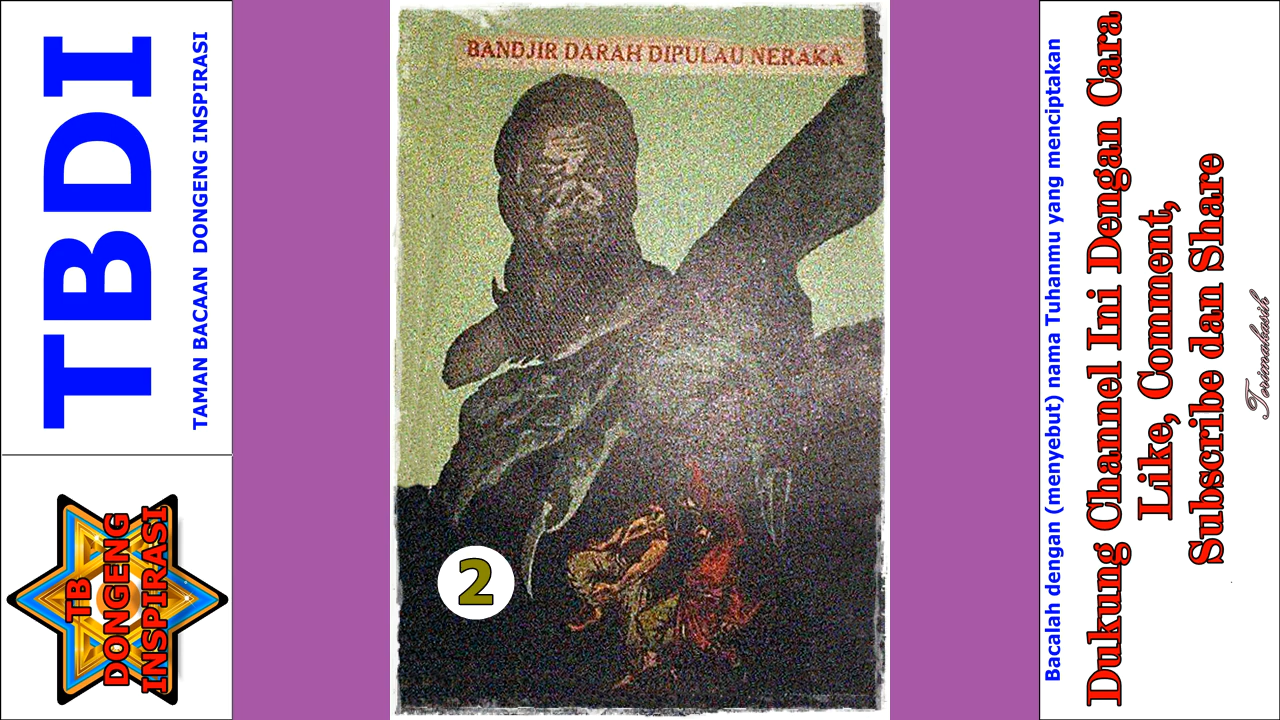 TBDI
TAMAN BACAAN DONGENG INSPIRASI
TB
DONGENG
INSPIRASI
BANDJIR DARAH DIPULAU NERAKA
2
Bacalah dengan (menyebut) nama Tuhanmu yang menciptakan
Dukung Channel Ini Dengan Cara
Like, Comment,
Subscribe dan Share
Terimakasih